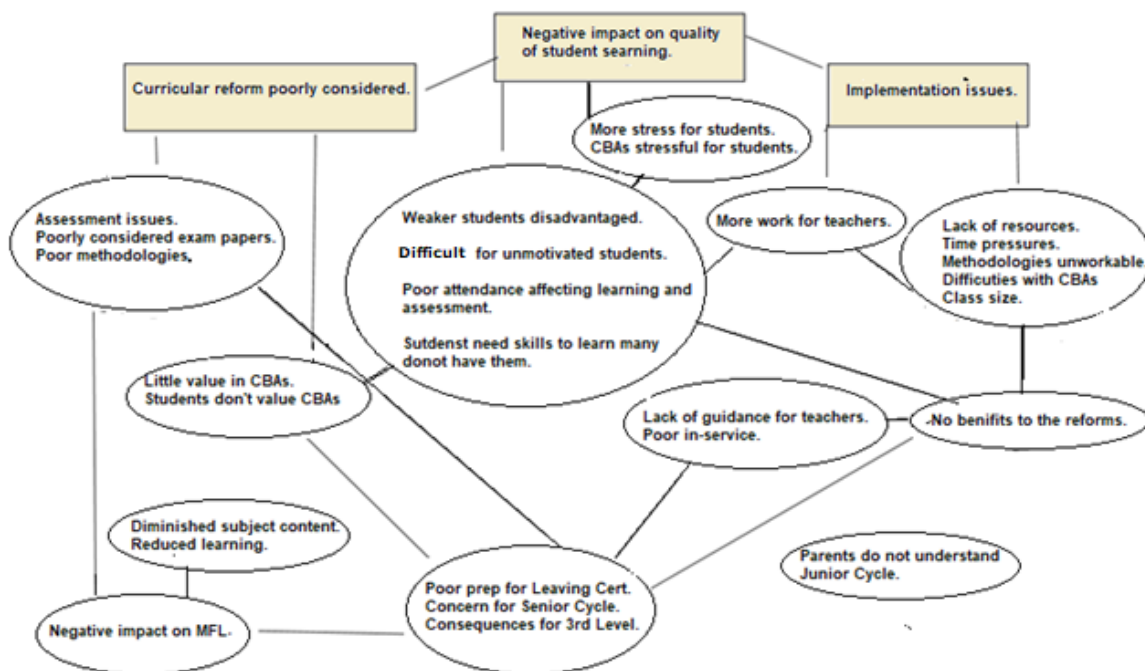 Negative impact on quality
of student searning.
Curricular reform poorly considered.
Implementation issues.
More stress for students.
CBAs stressful for students.
Assessment issues.
Poorly considered exam papers.
Poor methodologies.
Weaker students disadvantaged.
Difficult for unmotivated students.
Poor attendance affecting learning and
assessment.
Sutdenst need skills to learn many
donot have them.
More work for teachers.
Lack of resources.
Time pressures.
Methodologies unworkable.
Difficuties with CBAs
Class size.
Little value in CBAs.
Students don't value CBAs
Lack of guidance for teachers.
Poor in-service.
No benifits to the reforms.
Diminished subject content.
Reduced learning.
Parents do not understand
Junior Cycle.
Poor prep for Leaving Cert.
Concern for Senior Cycle.
Consequences for 3rd Level.
Negative impact on MFL.